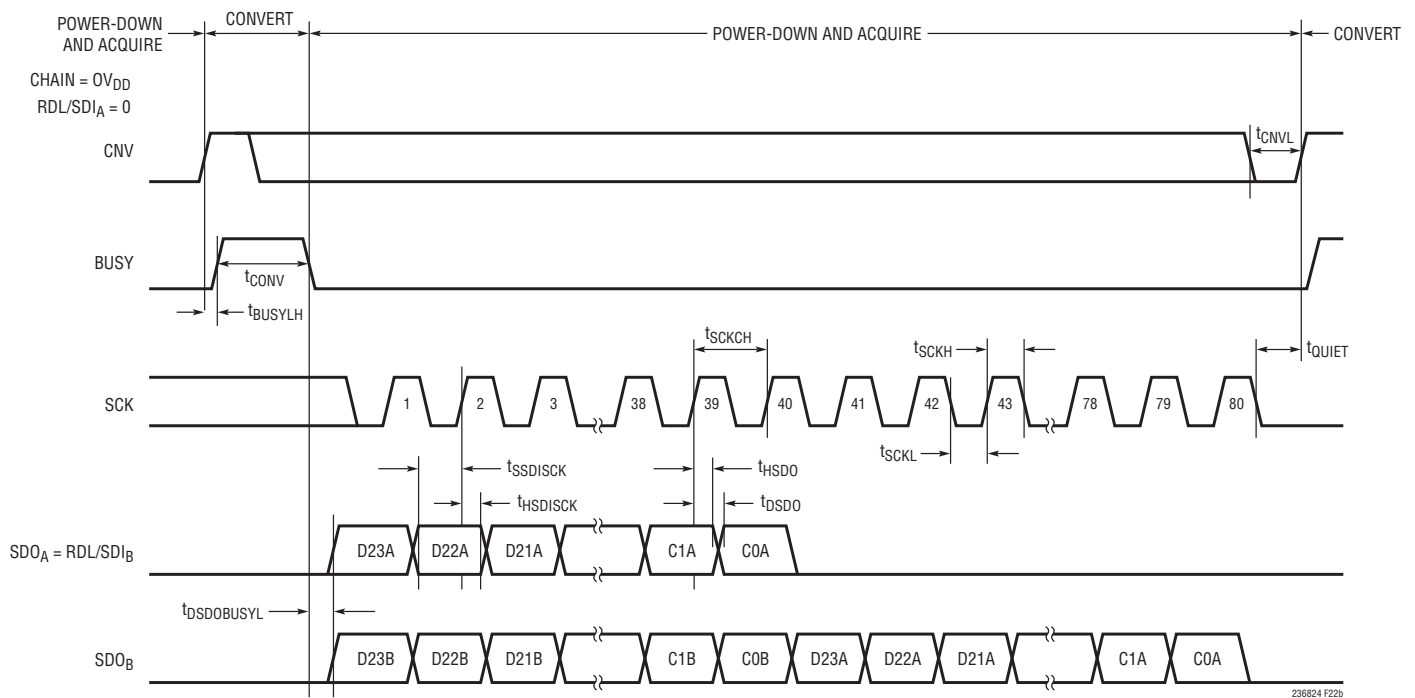 POWER-DOWN
AND ACQUIRE
CONVERT
POWER-DOWN AND ACQUIRE
CONVERT
CHAIN = OVDD
RDL/SDIA = 0
CNV
tCNVL
BUSY
tCONV
tBUSYLH
tSCKCH
tSCKH
tQUIET
SCK
1
2
3
38
39
40
41
42
43
78
79
80
tSCKL
tSSDISCK
tHSDO
tHSDISCK
tDSDO
SDOA = RDL/SDIB
D23A
D22A
D21A
C1A
C0A
tDSDOBUSYL
SDOB
D23B
D22B
D21B
C1B
C0B
D23A
D22A
D21A
C1A
C0A
236824 F22b